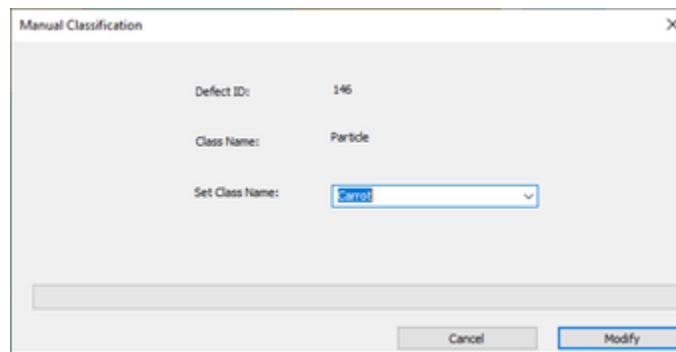 Manual Classification
Defect ID: 146
Class Name: Particle
Set Class Name: Carrot
Cancel Modify